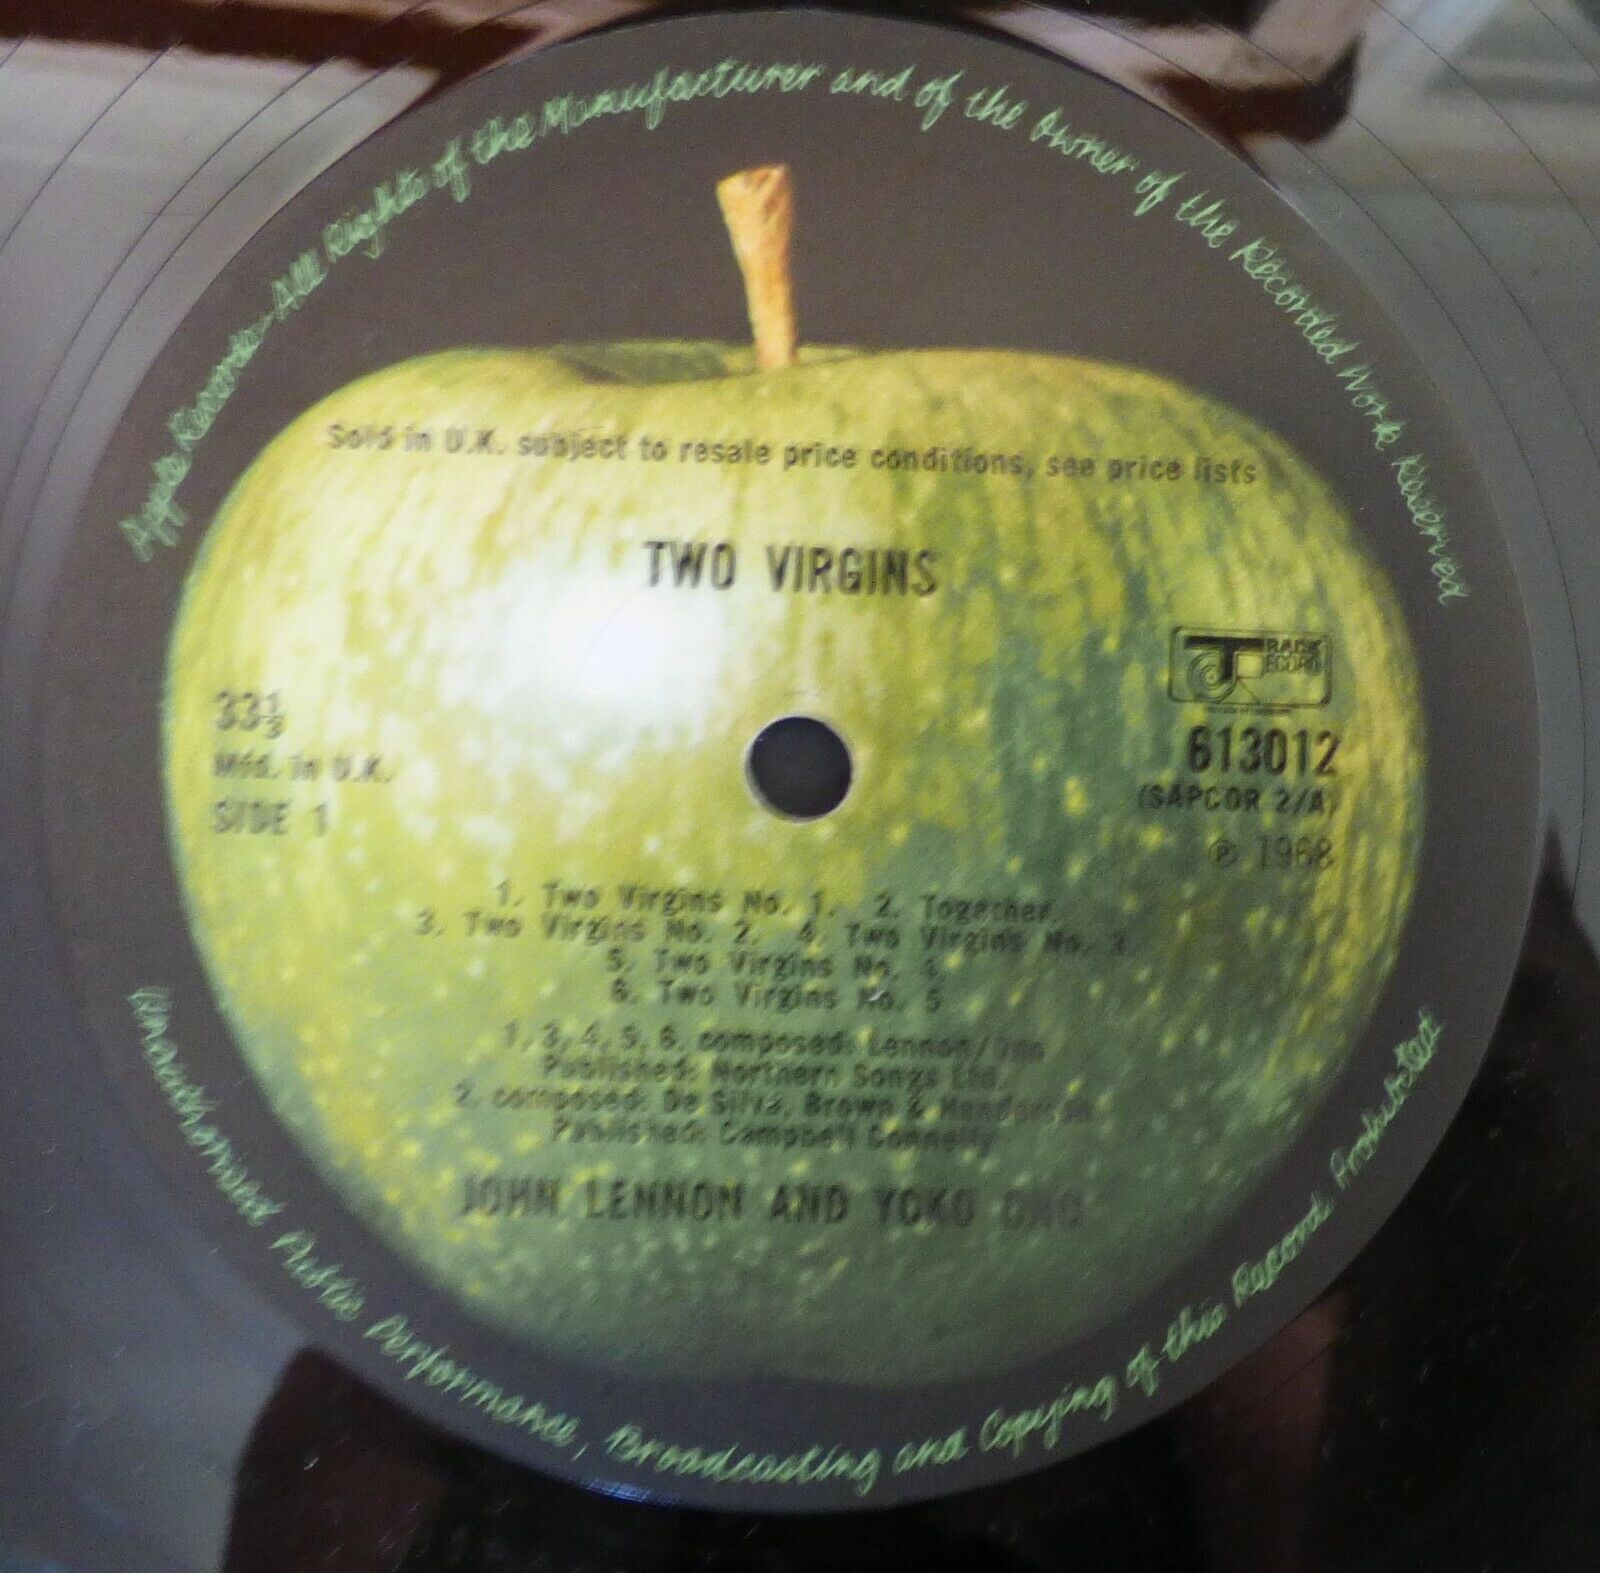 Apple Records—All Rights of the Manufacturer and of the Owner of the Recorded Work Reserved
Sold in U.K. subject to resale price conditions, see price lists
TWO VIRGINS
TRACK RECORD
33⅓
613012
Mfd. in U.K.
(SAPCOR 2/A)
SIDE 1
℗ 1968
1. Two Virgins No. 1. 2. Together.
3. Two Virgins No. 2. 4. Two Virgins No. 3
5. Two Virgins No. 4
6. Two Virgins No. 5
1,3,4,5,6. composed: Lennon/Ono
Published: Northern Songs Ltd.
2. composed: De Silva, Brown & Henderson
Published: Campbell Connelly
JOHN LENNON AND YOKO ONO
Unauthorised Public Performance, Broadcasting and Copying of this Record Prohibited